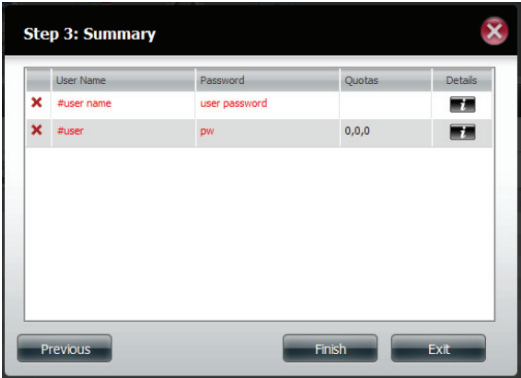 Step 3: Summary
User Name Password Quotas Details
#user name user password
#user pw 0,0,0
Previous Finish Exit